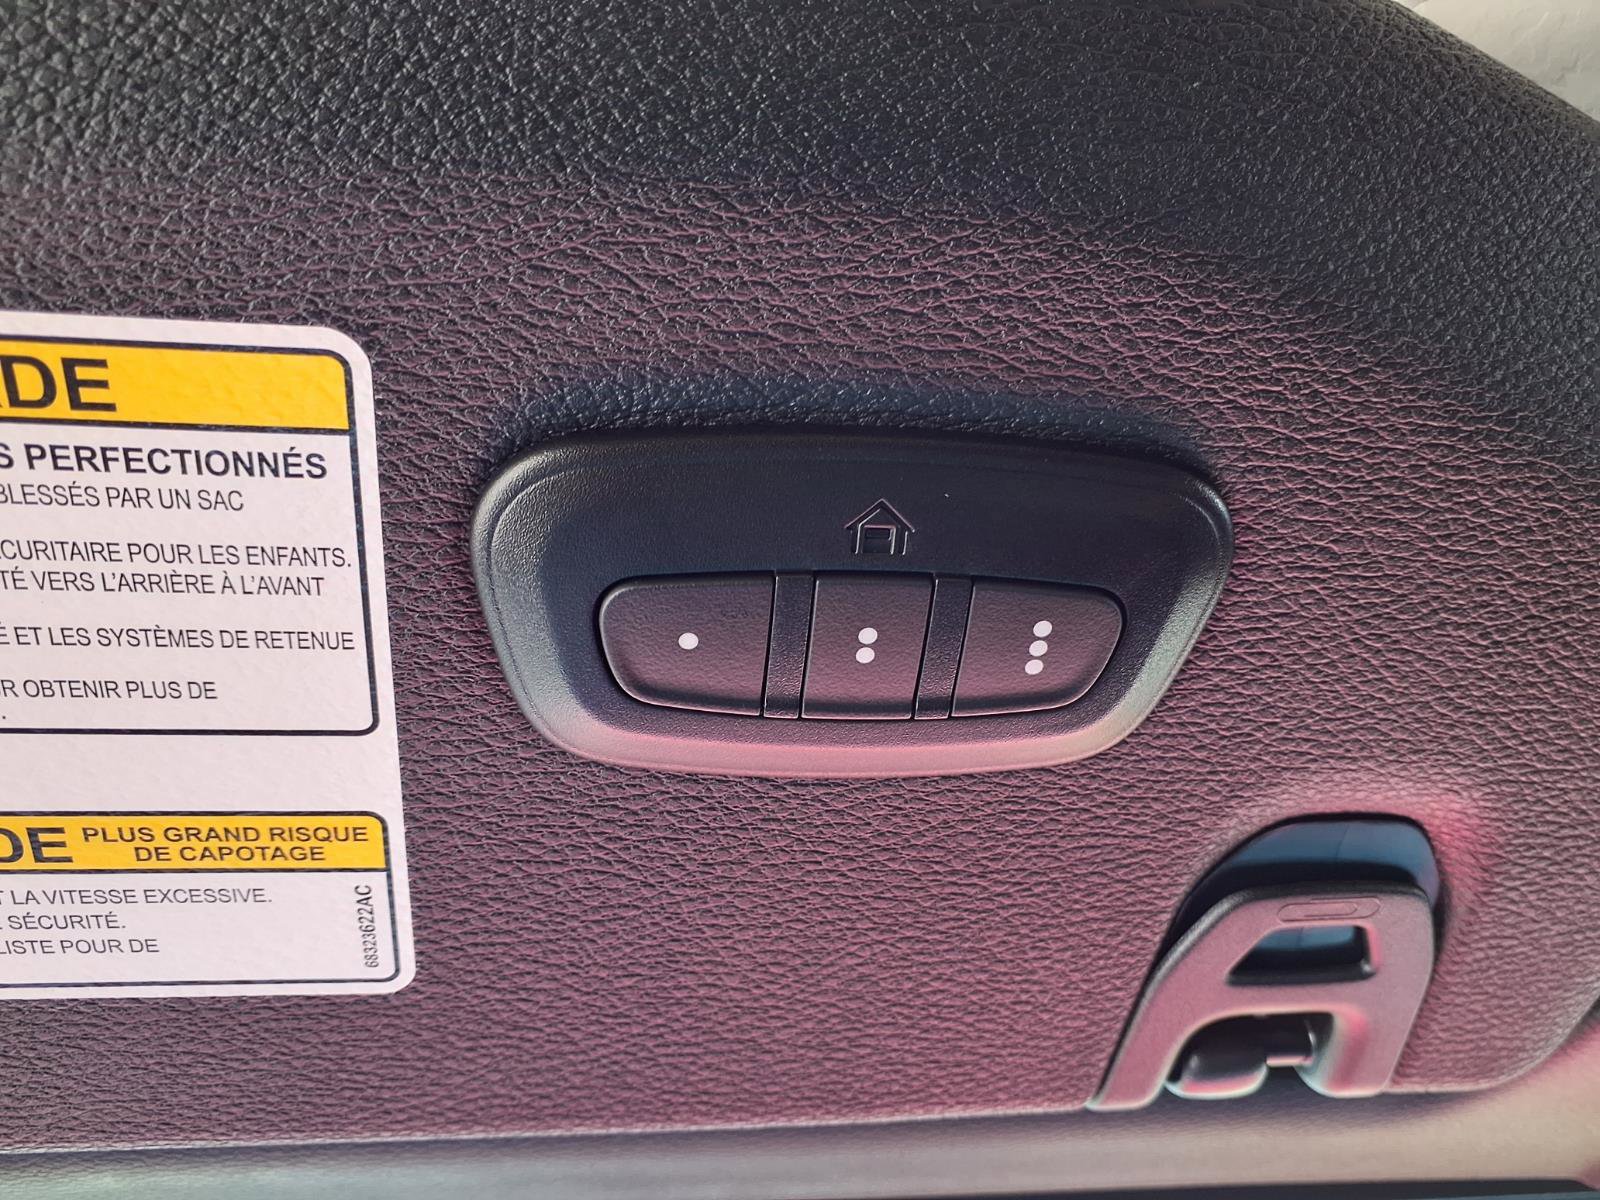 DE
PERFECTIONNÉS
BLESSÉS PAR UN SAC
CURITAIRE POUR LES ENFANTS.
TÉ VERS L'ARRIÈRE À L'AVANT
ET LES SYSTÈMES DE RETENUE
R OBTENIR PLUS DE
.
DE PLUS GRAND RISQUE
DE CAPOTAGE
T LA VITESSE EXCESSIVE.
SÉCURITÉ.
LISTE POUR DE
68323622AC